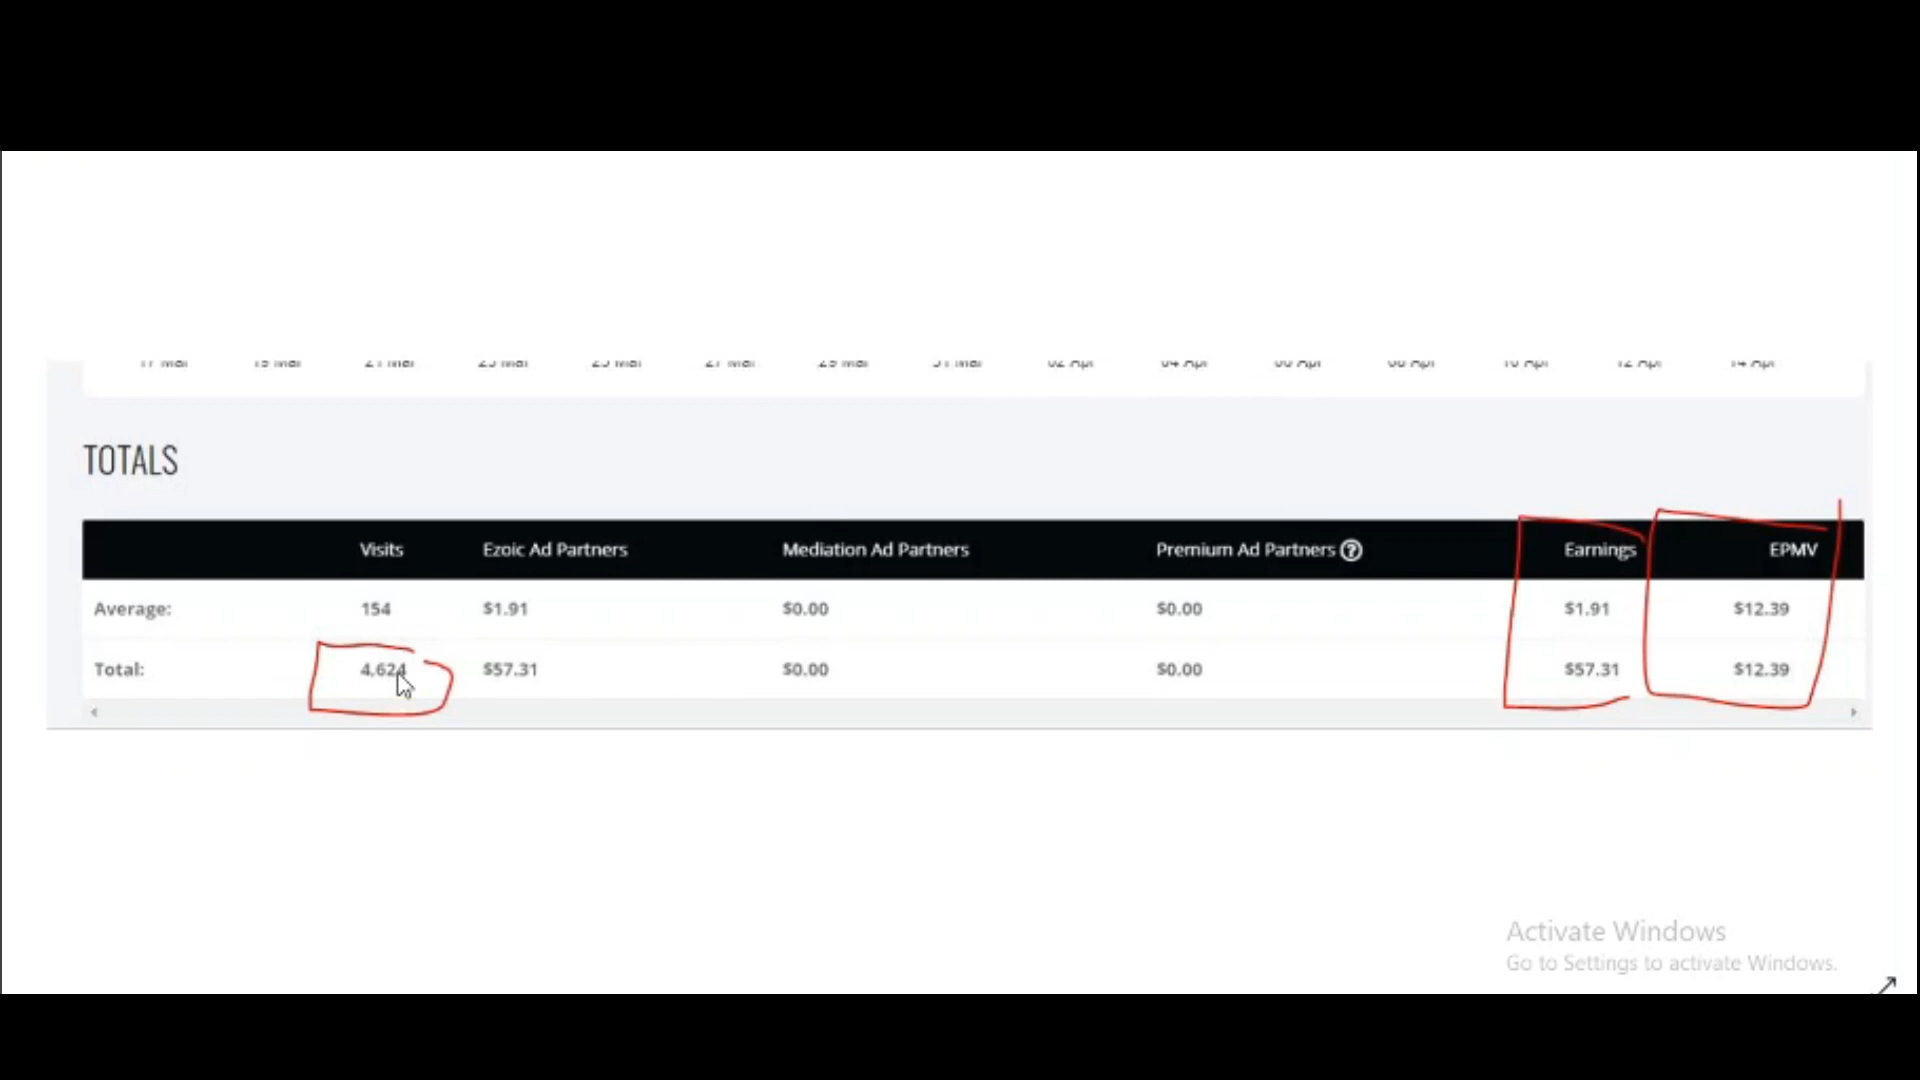 TOTALS
Visits Ezoic Ad Partners Mediation Ad Partners Premium Ad Partners ? Earnings EPMV
Average: 154 $1.91 $0.00 $0.00 $1.91 $12.39
Total: 4,624 $57.31 $0.00 $0.00 $57.31 $12.39
Activate Windows
Go to Settings to activate Windows.